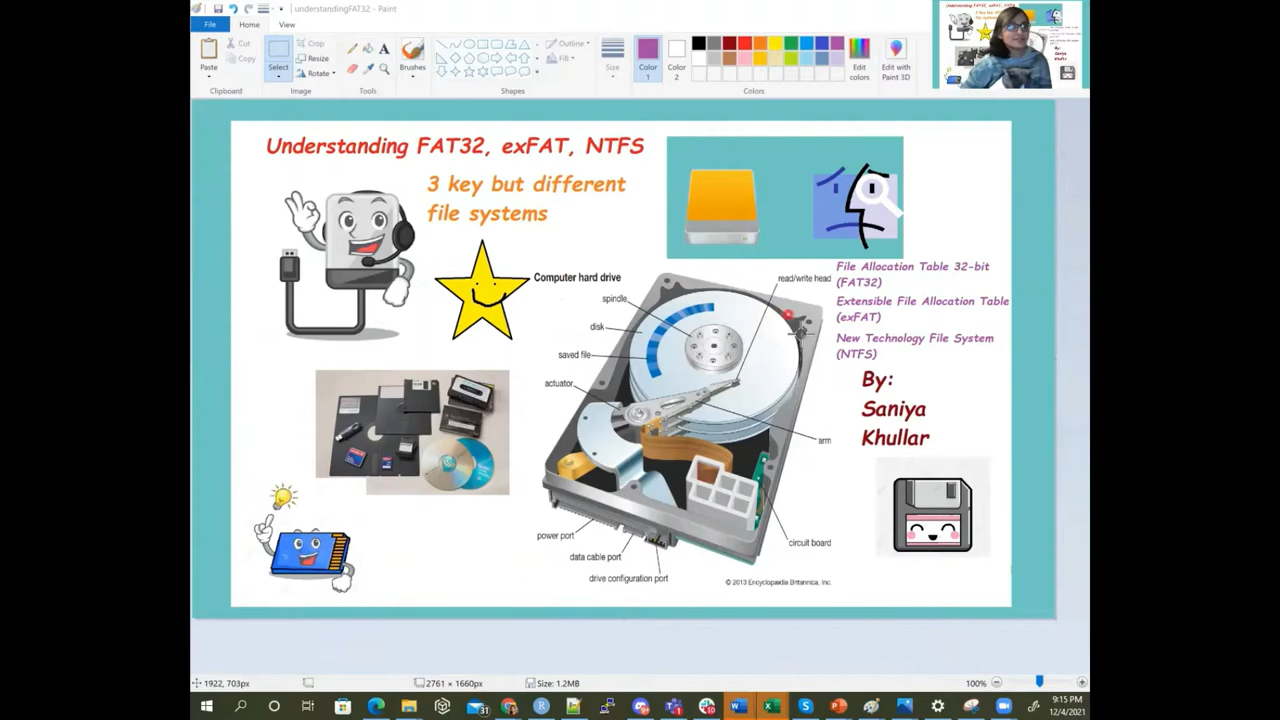 understandingFAT32 - Paint
File
Home
View
Paste
Cut
Copy
Clipboard
Select
Crop
Resize
Rotate
Image
Tools
Brushes
Shapes
Outline
Fill
Size
Color
1
Color
2
Edit
colors
Edit with
Paint 3D
Colors
Understanding FAT32, exFAT, NTFS
3 key but different
file systems
Computer hard drive
read/write head
spindle
disk
saved file
actuator
arm
power port
data cable port
drive configuration port
circuit board
© 2013 Encyclopædia Britannica, Inc.
File Allocation Table 32-bit
(FAT32)
Extensible File Allocation Table
(exFAT)
New Technology File System
(NTFS)
By:
Saniya
Khullar
1922, 703px
2761 × 1660px
Size: 1.2MB
100%
31
9:15 PM
12/4/2021